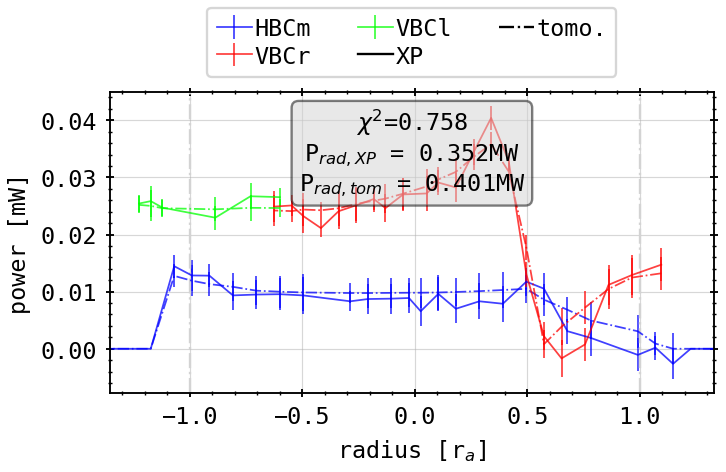 HBCm VBCl tomo.
VBCr XP
χ²=0.758
P_rad,XP = 0.352MW
P_rad,tom = 0.401MW
0.04
0.03
0.02
0.01
0.00
power [mW]
−1.0 −0.5 0.0 0.5 1.0
radius [r_a]